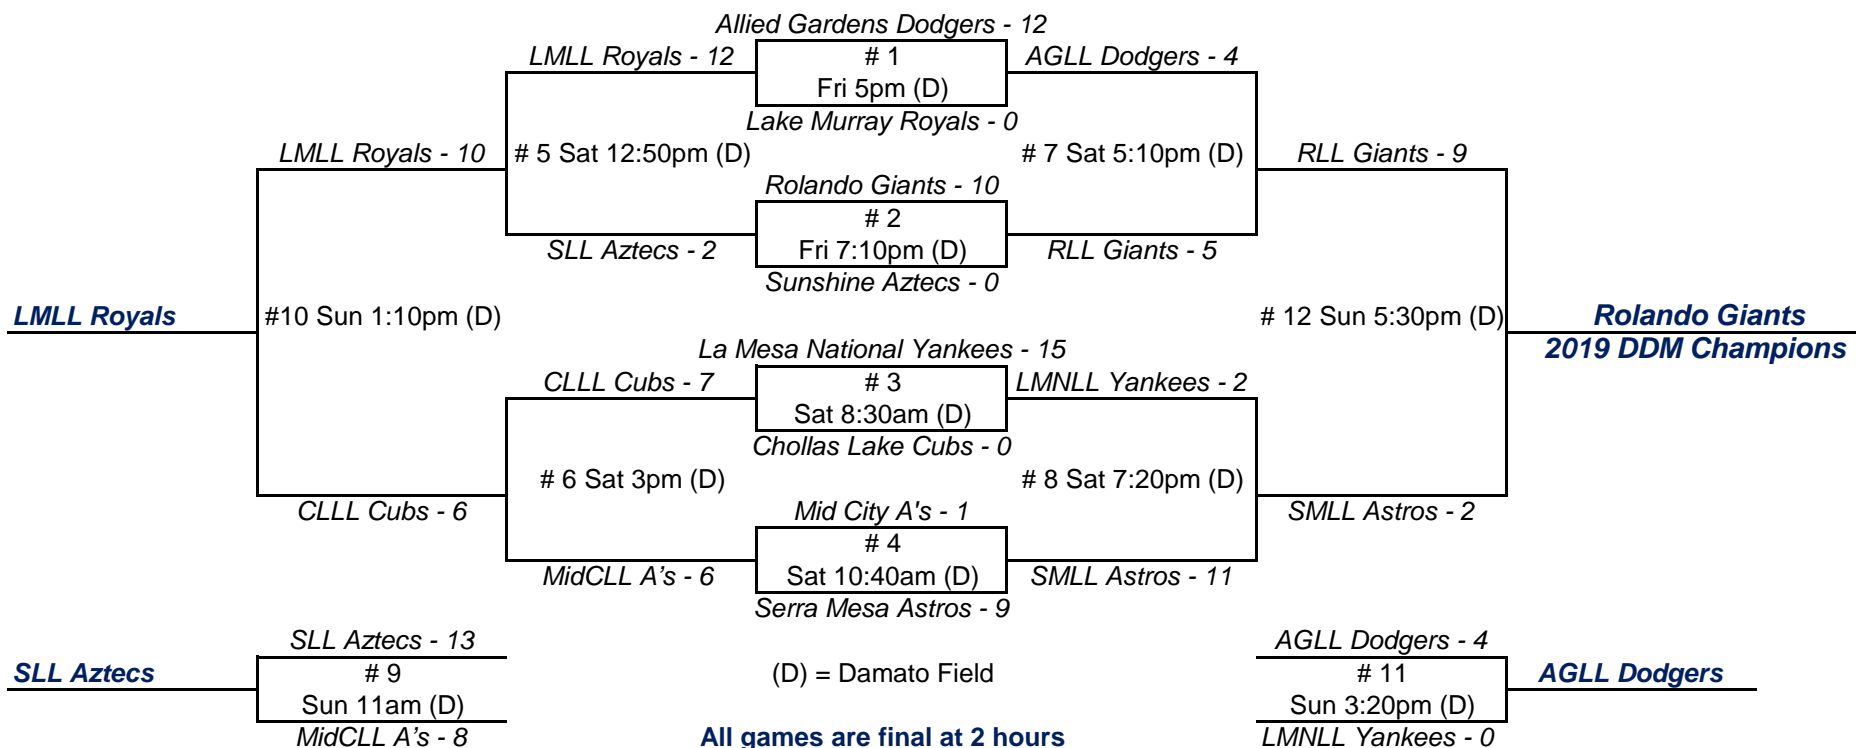 Allied Gardens Dodgers - 12
LMLL Royals - 12
# 1
AGLL Dodgers - 4
Fri 5pm (D)
Lake Murray Royals - 0
LMLL Royals - 10
# 5 Sat 12:50pm (D)
# 7 Sat 5:10pm (D)
RLL Giants - 9
Rolando Giants - 10
# 2
SLL Aztecs - 2
Fri 7:10pm (D)
RLL Giants - 5
Sunshine Aztecs - 0
LMLL Royals
#10 Sun 1:10pm (D)
# 12 Sun 5:30pm (D)
Rolando Giants
2019 DDM Champions
La Mesa National Yankees - 15
CLLL Cubs - 7
# 3
LMNLL Yankees - 2
Sat 8:30am (D)
Chollas Lake Cubs - 0
# 6 Sat 3pm (D)
# 8 Sat 7:20pm (D)
CLLL Cubs - 6
Mid City A's - 1
SMLL Astros - 2
# 4
MidCLL A's - 6
Sat 10:40am (D)
SMLL Astros - 11
Serra Mesa Astros - 9
SLL Aztecs - 13
AGLL Dodgers - 4
SLL Aztecs
# 9
(D) = Damato Field
# 11
AGLL Dodgers
Sun 11am (D)
Sun 3:20pm (D)
MidCLL A's - 8
All games are final at 2 hours
LMNLL Yankees - 0